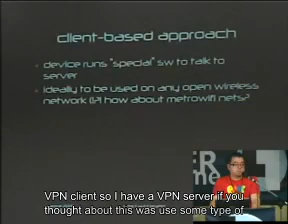 client-based approach
device runs "special" sw to talk to
server
ideally to be used on any open wireless
network (!?) how about metrowifi nets?
VPN client so I have a VPN server if you
thought about this was use some type of